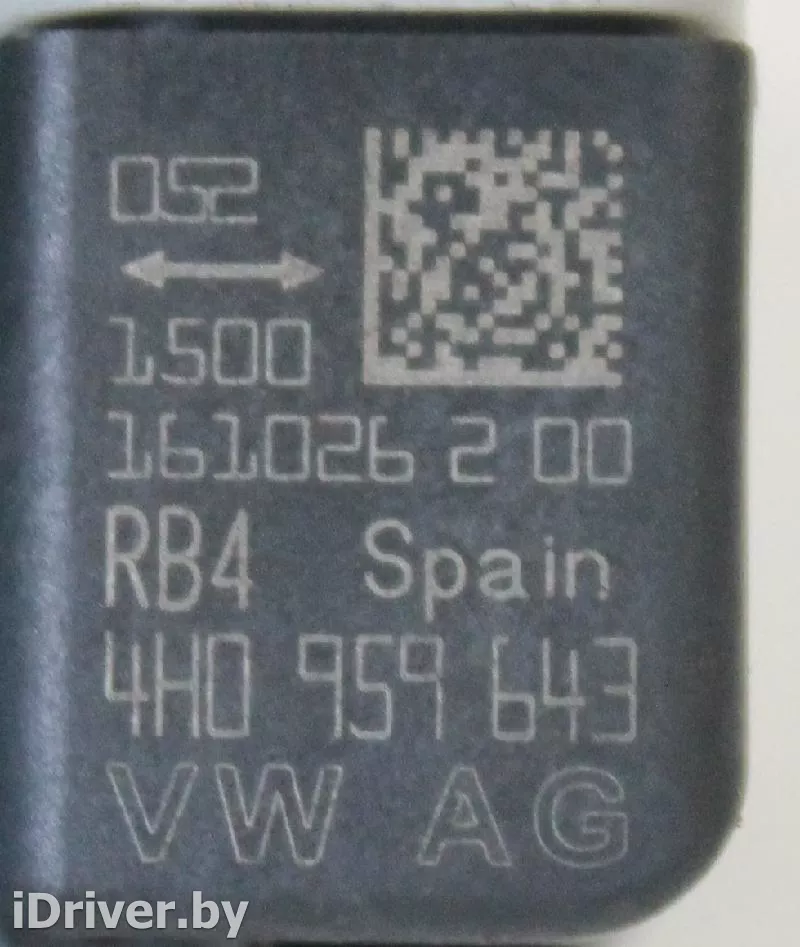 052
1500
161026 2 00
RB4 Spain
4H0 959 643
VW AG
iDriver.by